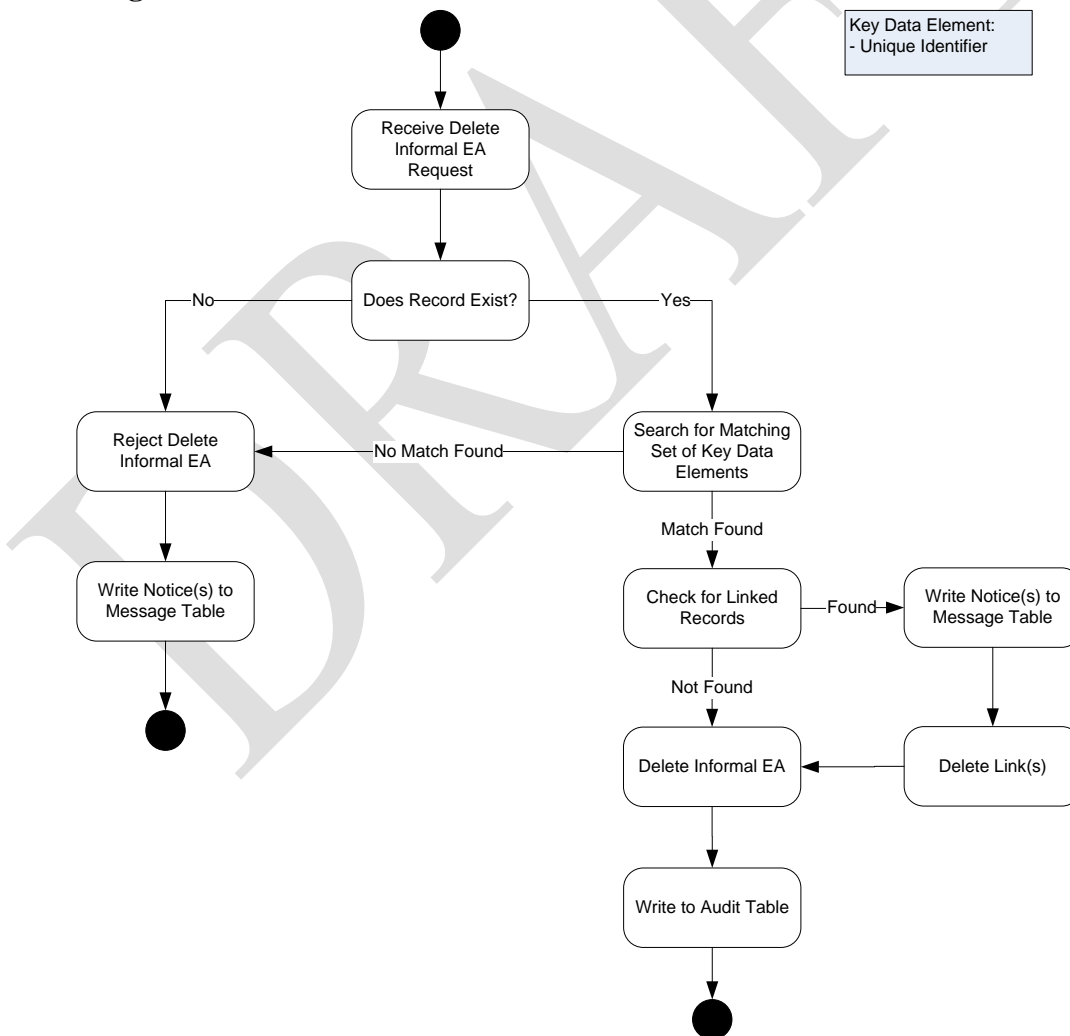 Key Data Element:
- Unique Identifier
Receive Delete
Informal EA
Request
Does Record Exist?
No
Yes
Reject Delete
Informal EA
No Match Found
Search for Matching
Set of Key Data
Elements
Match Found
Write Notice(s) to
Message Table
Check for Linked
Records
Found
Write Notice(s) to
Message Table
Not Found
Delete Informal EA
Delete Link(s)
Write to Audit Table
DRAF